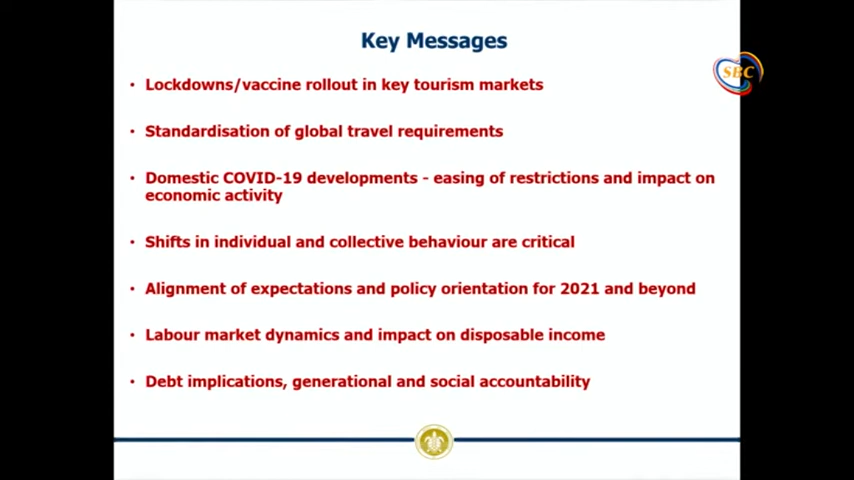 Key Messages
SBC
• Lockdowns/vaccine rollout in key tourism markets
• Standardisation of global travel requirements
• Domestic COVID-19 developments - easing of restrictions and impact on
economic activity
• Shifts in individual and collective behaviour are critical
• Alignment of expectations and policy orientation for 2021 and beyond
• Labour market dynamics and impact on disposable income
• Debt implications, generational and social accountability